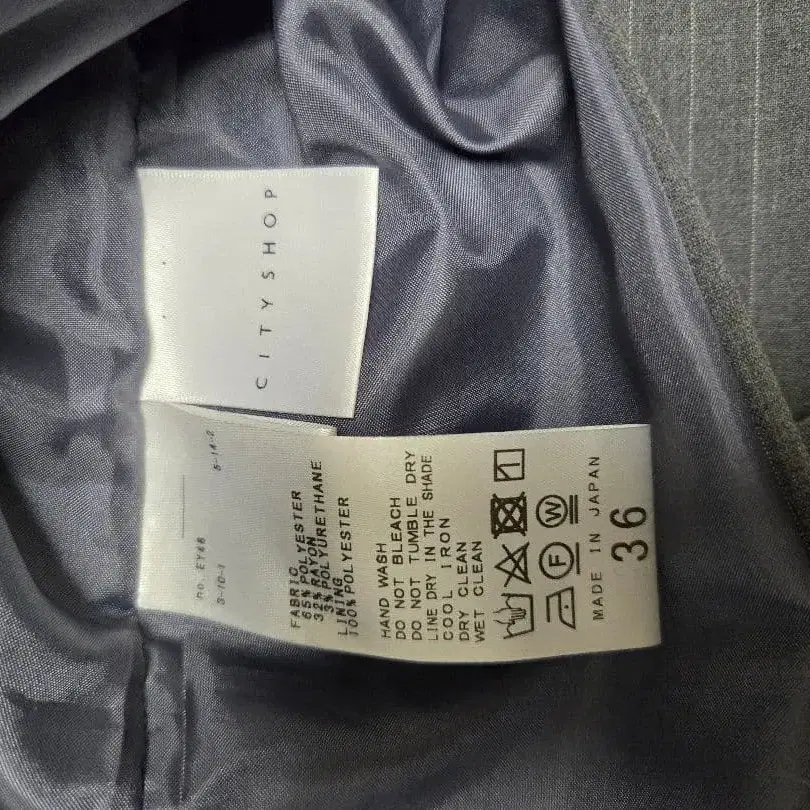 CITYSHOP
no. EY48
3-10-1
5-14-2
FABRIC
65%POLYESTER
32%RAYON
3%POLYURETHANE
LINING
100%POLYESTER
HAND WASH
DO NOT BLEACH
DO NOT TUMBLE DRY
LINE DRY IN THE SHADE
COOL IRON
DRY CLEAN
WET CLEAN
F W
MADE IN JAPAN
36